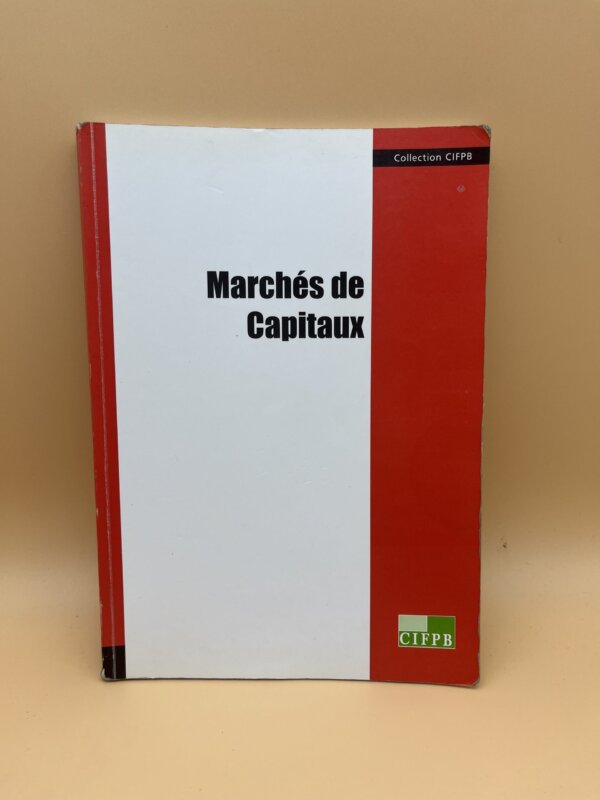 Collection CIFPB
Marchés de
Capitaux
CIFPB